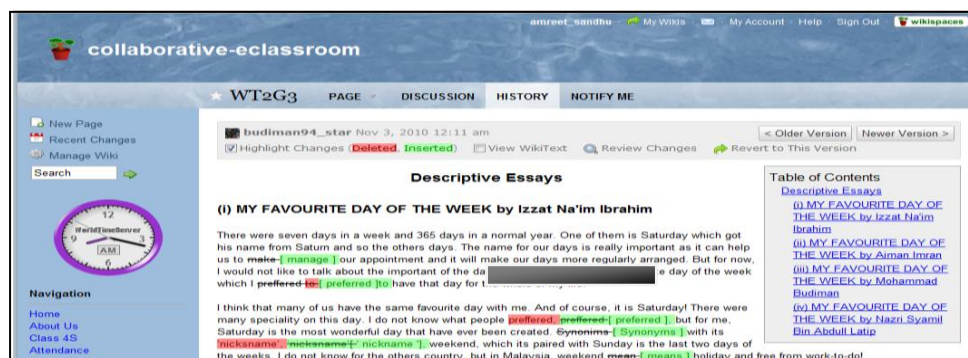 amreet_sandhu My Wikis My Account Help Sign Out wikispaces
collaborative-eclassroom
WT2G3 PAGE DISCUSSION HISTORY NOTIFY ME
New Page
Recent Changes
Manage Wiki
Search
12
WorldTimeServer
9 3
AM
6
Navigation
Home
About Us
Class 4S
Attendance
budiman94_star Nov 3, 2010 12:11 am
< Older Version Newer Version >
Highlight Changes (Deleted, Inserted) View WikiText Review Changes Revert to This Version
Descriptive Essays
(i) MY FAVOURITE DAY OF THE WEEK by Izzat Na'im Ibrahim
There were seven days in a week and 365 days in a normal year. One of them is Saturday which got
his name from Saturn and so the others days. The name for our days is really important as it can help
us to make [ manage ] our appointment and it will make our days more regularly arranged. But for now,
I would not like to talk about the important of the da e day of the week
which I preffered to [ preferred ]to have that day for
I think that many of us have the same favourite day with me. And of course, it is Saturday! There were
many speciality on this day. I do not know what people preffered, preffered [ preferred ], but for me,
Saturday is the most wonderful day that have ever been created. Synonims [ Synonyms ] with its
'nicksname', 'nicksname'[' nickname '], weekend, which its paired with Sunday is the last two days of
the weeks. I do not know for the others country, but in Malaysia, weekend mean [ means ] holiday and free from work-to-do!
Table of Contents
Descriptive Essays
(i) MY FAVOURITE DAY OF
THE WEEK by Izzat Na'im
Ibrahim
(ii) MY FAVOURITE DAY OF
THE WEEK by Aiman Imran
(iii) MY FAVOURITE DAY OF
THE WEEK by Mohammad
Budiman
(iv) MY FAVOURITE DAY OF
THE WEEK by Nazri Syamil
Bin Abdull Latip